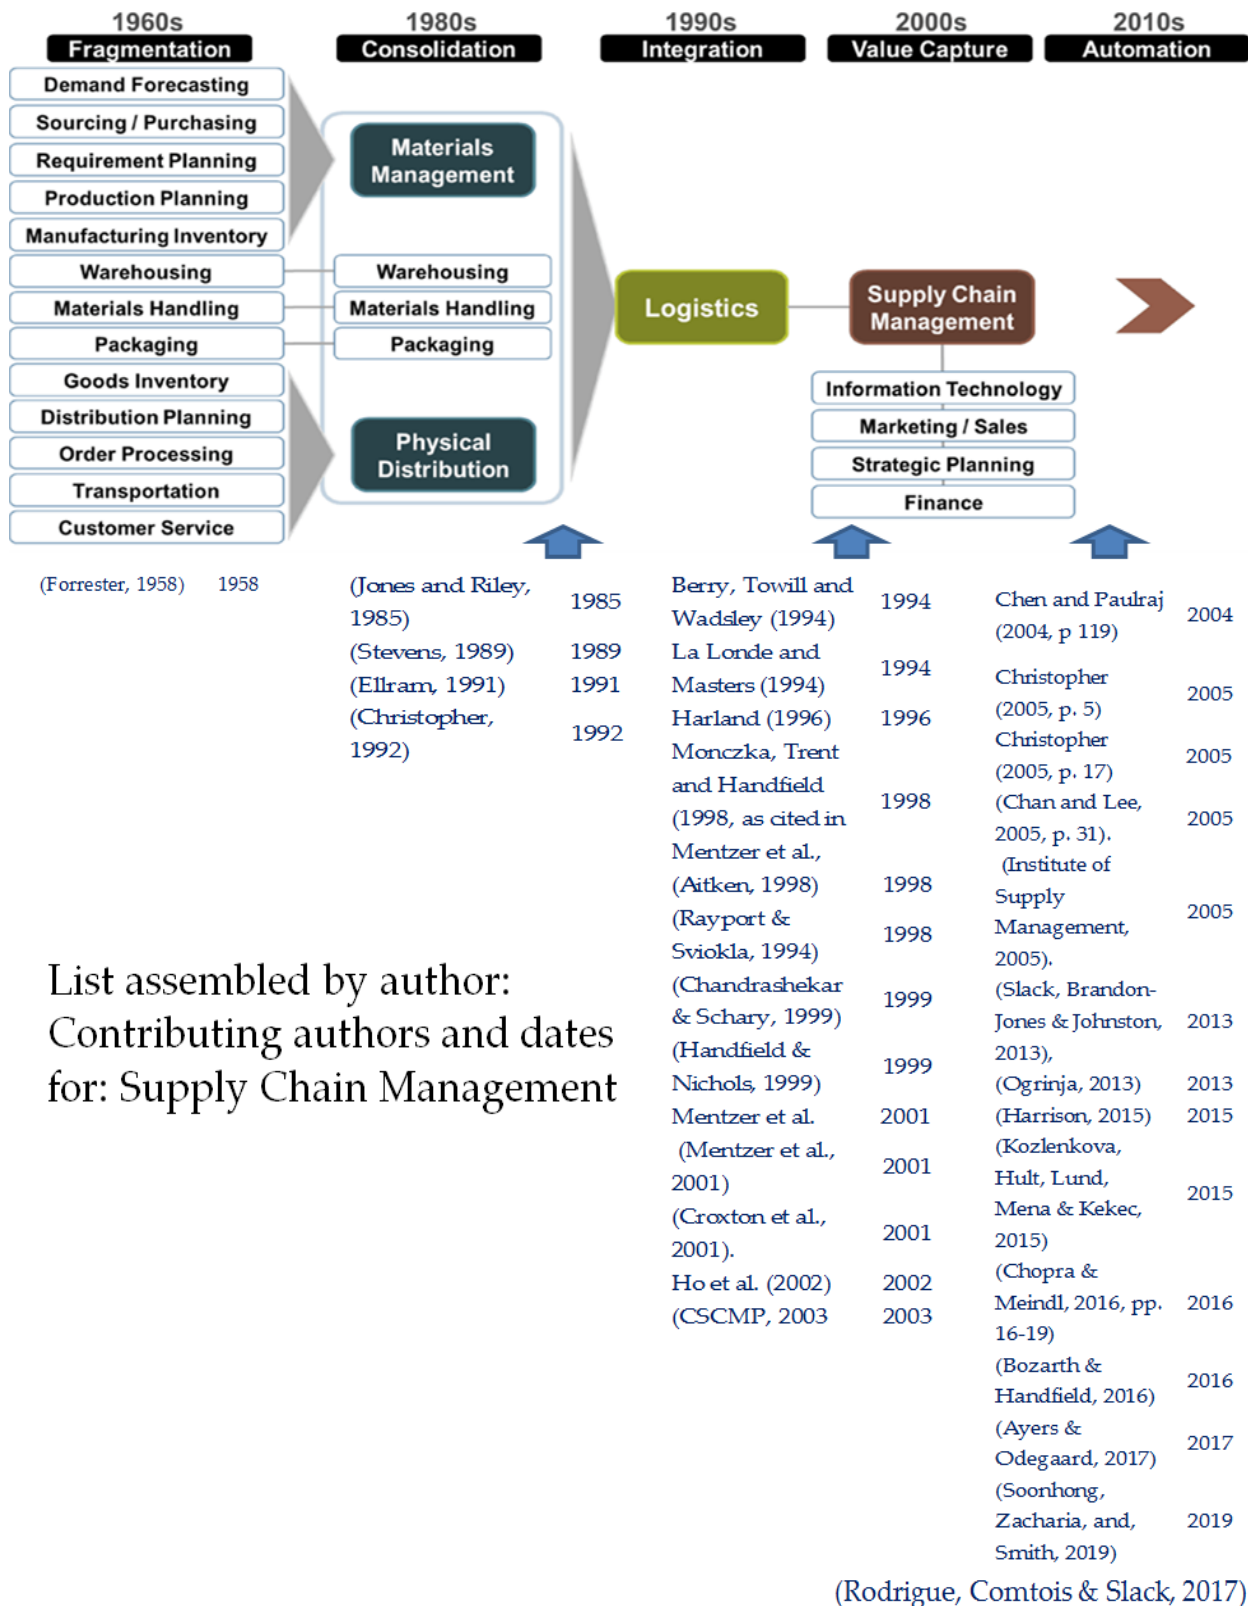 1960s
Fragmentation
Demand Forecasting
Sourcing / Purchasing
Requirement Planning
Production Planning
Manufacturing Inventory
Warehousing
Materials Handling
Packaging
Goods Inventory
Distribution Planning
Order Processing
Transportation
Customer Service
1980s
Consolidation
Materials
Management
Warehousing
Materials Handling
Packaging
Physical
Distribution
1990s
Integration
Logistics
2000s
Value Capture
Supply Chain
Management
Information Technology
Marketing / Sales
Strategic Planning
Finance
2010s
Automation
(Forrester, 1958) 1958
(Jones and Riley,
1985) 1985
(Stevens, 1989) 1989
(Ellram, 1991) 1991
(Christopher,
1992) 1992
Berry, Towill and
Wadsley (1994) 1994
La Londe and
Masters (1994) 1994
Harland (1996) 1996
Monczka, Trent
and Handfield
(1998, as cited in 1998
Mentzer et al.,
(Aitken, 1998) 1998
(Rayport &
Sviokla, 1994) 1998
(Chandrashekar
& Schary, 1999) 1999
(Handfield &
Nichols, 1999) 1999
Mentzer et al. 2001
(Mentzer et al.,
2001) 2001
(Croxton et al.,
2001). 2001
Ho et al. (2002) 2002
(CSCMP, 2003 2003
Chen and Paulraj
(2004, p 119) 2004
Christopher
(2005, p. 5) 2005
Christopher
(2005, p. 17) 2005
(Chan and Lee,
2005, p. 31). 2005
(Institute of
Supply
Management, 2005
2005).
(Slack, Brandon-
Jones & Johnston, 2013
2013),
(Ogrinja, 2013) 2013
(Harrison, 2015) 2015
(Kozlenkova,
Hult, Lund,
Mena & Kekec, 2015
2015)
(Chopra &
Meindl, 2016, pp. 2016
16-19)
(Bozarth &
Handfield, 2016) 2016
(Ayers &
Odegaard, 2017) 2017
(Soonhong,
Zacharia, and, 2019
Smith, 2019)
List assembled by author:
Contributing authors and dates
for: Supply Chain Management
(Rodrigue, Comtois & Slack, 2017)